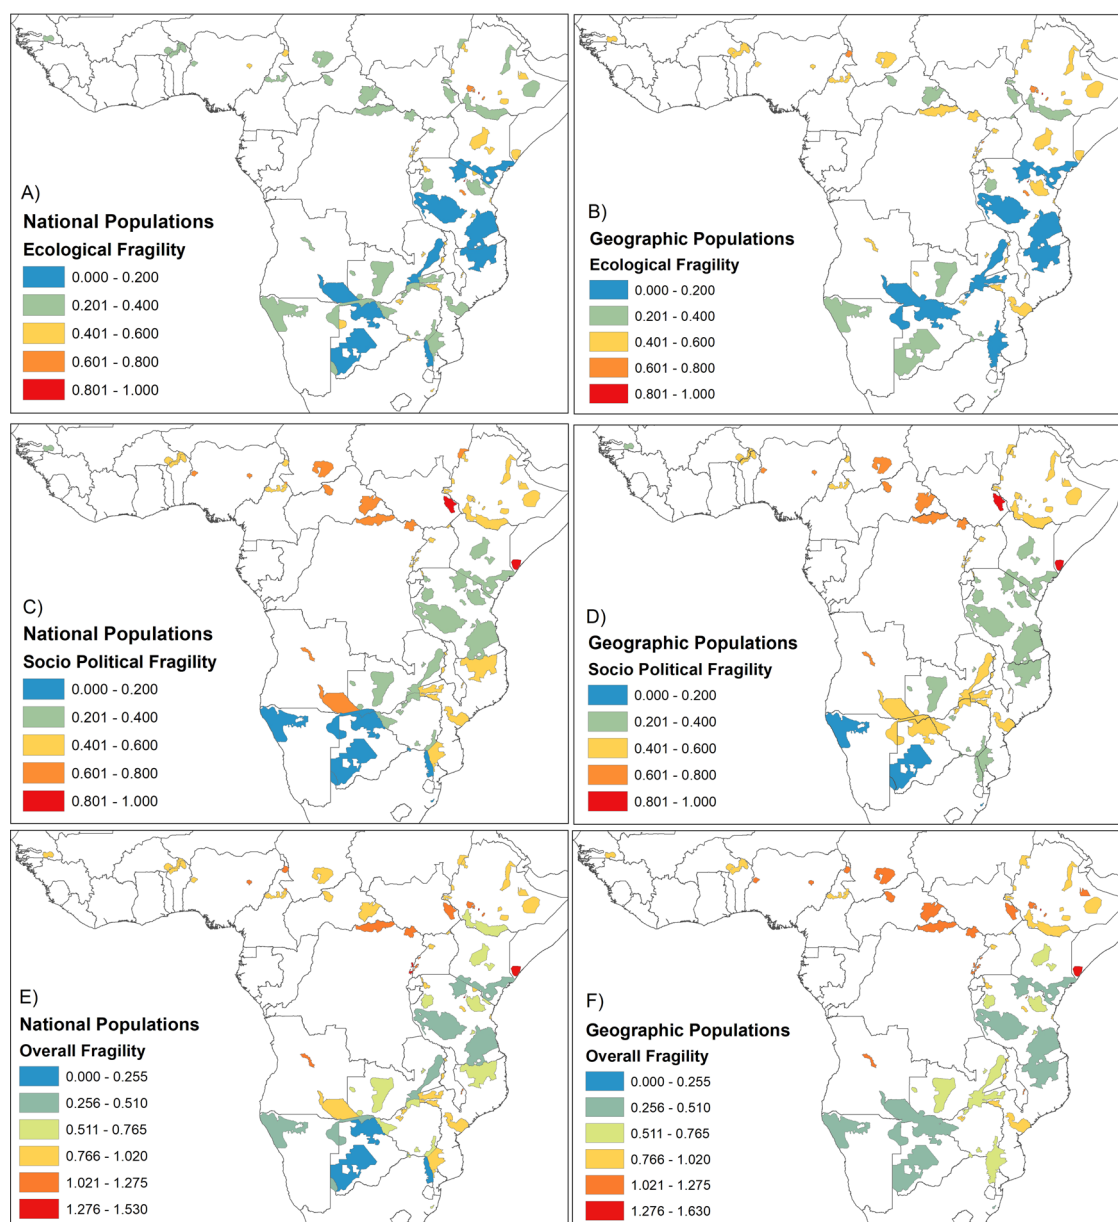 A)
National Populations
Ecological Fragility
0.000 - 0.200
0.201 - 0.400
0.401 - 0.600
0.601 - 0.800
0.801 - 1.000
B)
Geographic Populations
Ecological Fragility
0.000 - 0.200
0.201 - 0.400
0.401 - 0.600
0.601 - 0.800
0.801 - 1.000
C)
National Populations
Socio Political Fragility
0.000 - 0.200
0.201 - 0.400
0.401 - 0.600
0.601 - 0.800
0.801 - 1.000
D)
Geographic Populations
Socio Political Fragility
0.000 - 0.200
0.201 - 0.400
0.401 - 0.600
0.601 - 0.800
0.801 - 1.000
E)
National Populations
Overall Fragility
0.000 - 0.255
0.256 - 0.510
0.511 - 0.765
0.766 - 1.020
1.021 - 1.275
1.276 - 1.530
F)
Geographic Populations
Overall Fragility
0.000 - 0.255
0.256 - 0.510
0.511 - 0.765
0.766 - 1.020
1.021 - 1.275
1.276 - 1.630